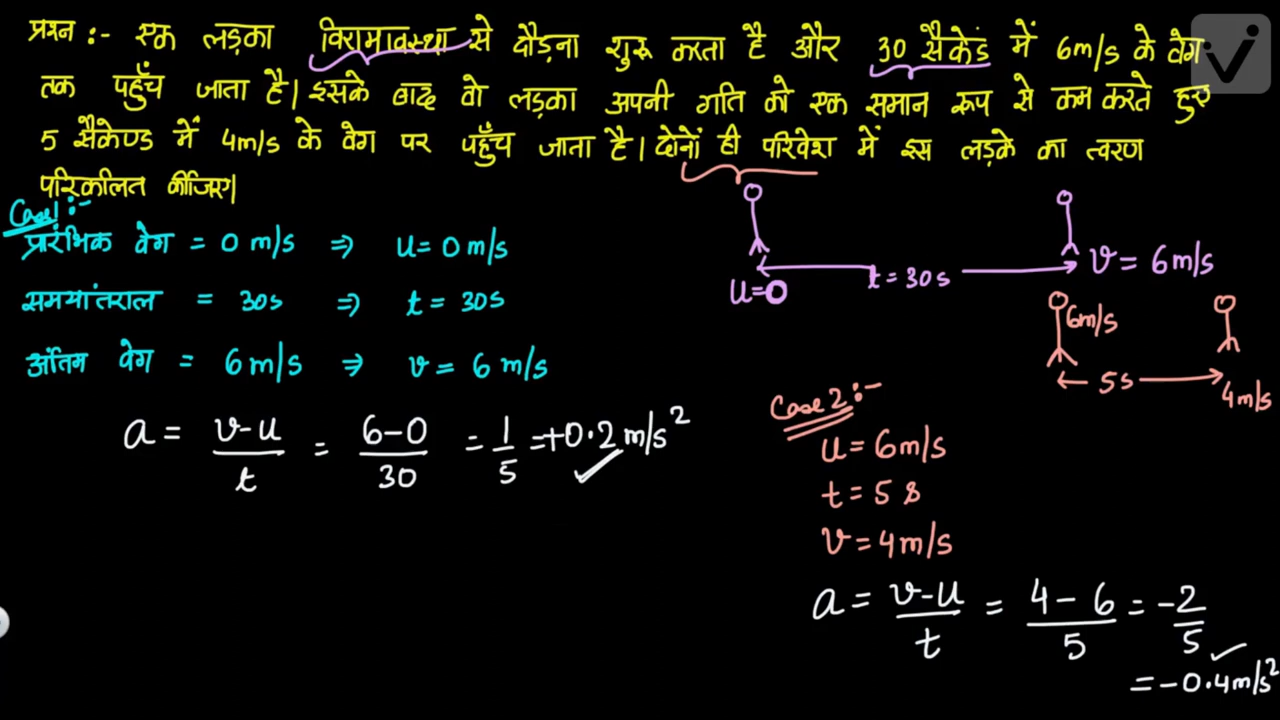 प्रश्न :- एक लड़का विरामावस्था से दौड़ना शुरू करता है और 30 सैकेंड में 6m/s के वेग
तक पहुँच जाता है। इसके बाद वो लड़का अपनी गति को एक समान रूप से कम करते हुए
5 सैकेण्ड में 4m/s के वेग पर पहुँच जाता है। दोनों ही परिवेश में इस लड़के का त्वरण
परिकलित कीजिए।
Case1:-
प्रारंभिक वेग = 0 m/s ⇒ u = 0 m/s
समयांतराल = 30s ⇒ t = 30s
अंतिम वेग = 6 m/s ⇒ v = 6 m/s
a = v-u/t = 6-0/30 = 1/5 = +0.2 m/s²
u=0
t = 30s
v = 6m/s
6m/s
5s
4m/s
Case 2:-
u = 6m/s
t = 5 s
v = 4m/s
a = v-u/t = 4-6/5 = -2/5
= -0.4m/s²